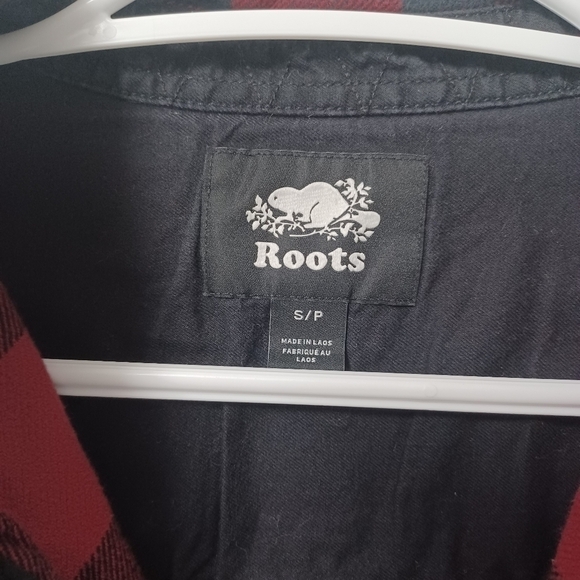 Roots
S/P
MADE IN LAOS
FABRIQUÉ AU
LAOS